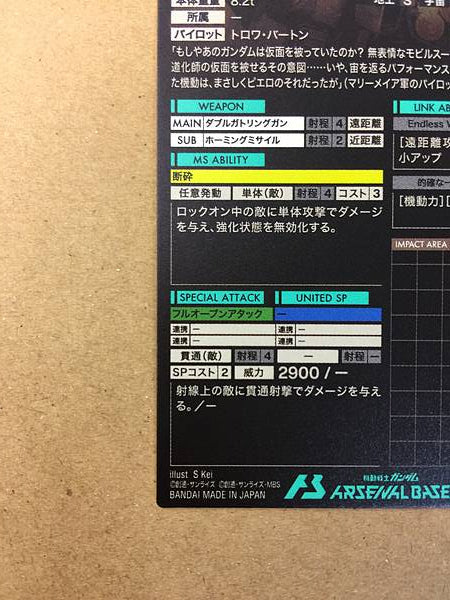 本体重量 8.2t 地上 S 宇宙
所属 ー
パイロット トロワ・バートン
「もしやあのガンダムは仮面を被っていたのか? 無表情なモビルスー
道化師の仮面を被せるその意図……いや、宙を返るパフォーマンス
た機動は、まさしくピエロのそれだったが」(マリーメイア軍のパイロッ
WEAPON
MAIN ダブルガトリングガン 射程 4 遠距離
SUB ホーミングミサイル 射程 2 近距離
MS ABILITY
断砕
任意発動 単体(敵) 射程 4 コスト 3
ロックオン中の敵に単体攻撃でダメージ
を与え、強化状態を無効化する。
LINK AB
Endless W
[遠距離攻
小アップ
的確な一
[機動力][
IMPACT AREA
SPECIAL ATTACK UNITED SP
フルオープンアタック ー
連携 ー 連携 ー
連携 ー 連携 ー
貫通(敵) 射程 4 ー 射程 ー
SPコスト 2 威力 2900 / ー
射線上の敵に貫通射撃でダメージを与え
る。/ー
illust S Kei
©創通・サンライズ ©創通・サンライズ・MBS
BANDAI MADE IN JAPAN
機動戦士ガンダム
ARSENAL BASE